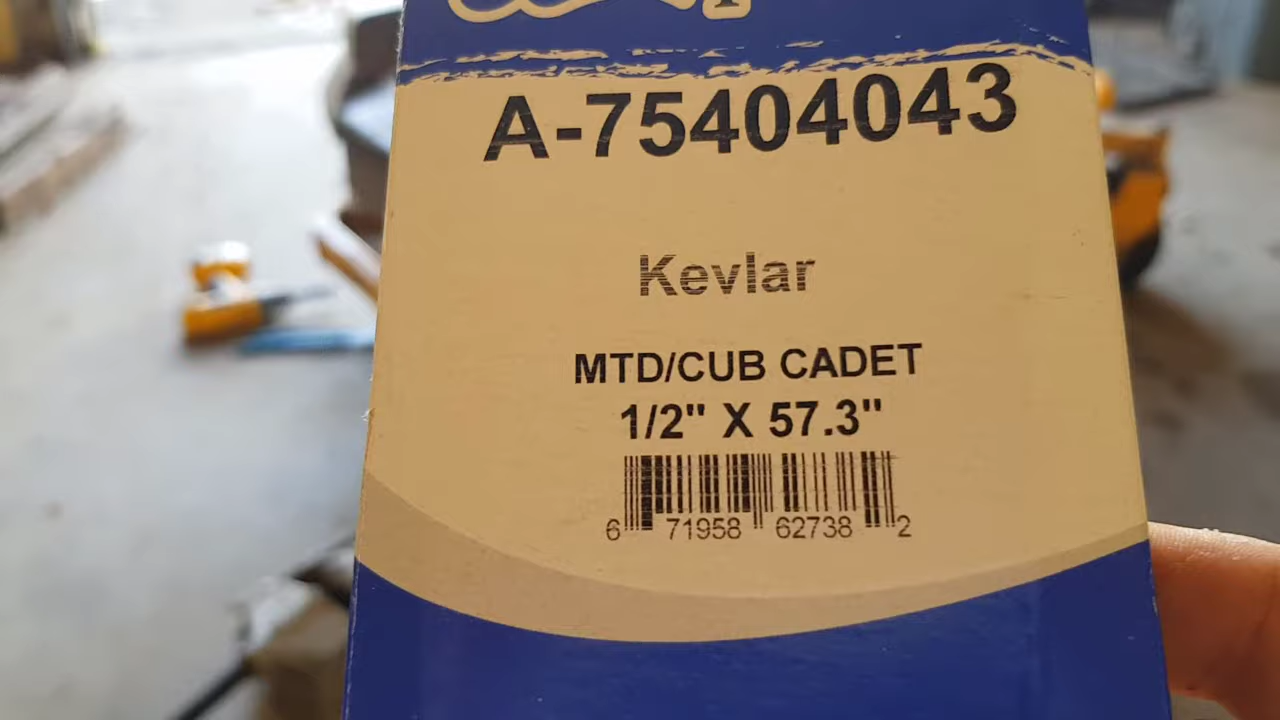 A-75404043
Kevlar
MTD/CUB CADET
1/2" X 57.3"
6 71958 62738 2